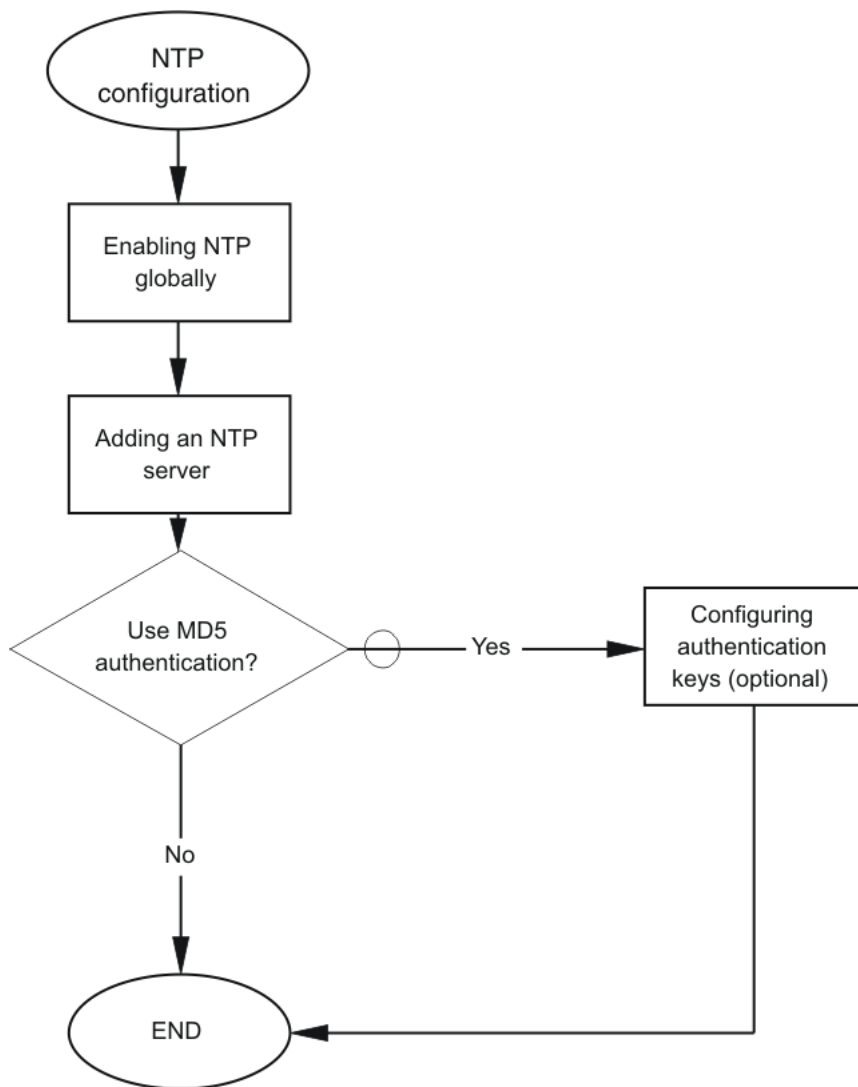 NTP
configuration
Enabling NTP
globally
Adding an NTP
server
Use MD5
authentication?
Yes
Configuring
authentication
keys (optional)
No
END